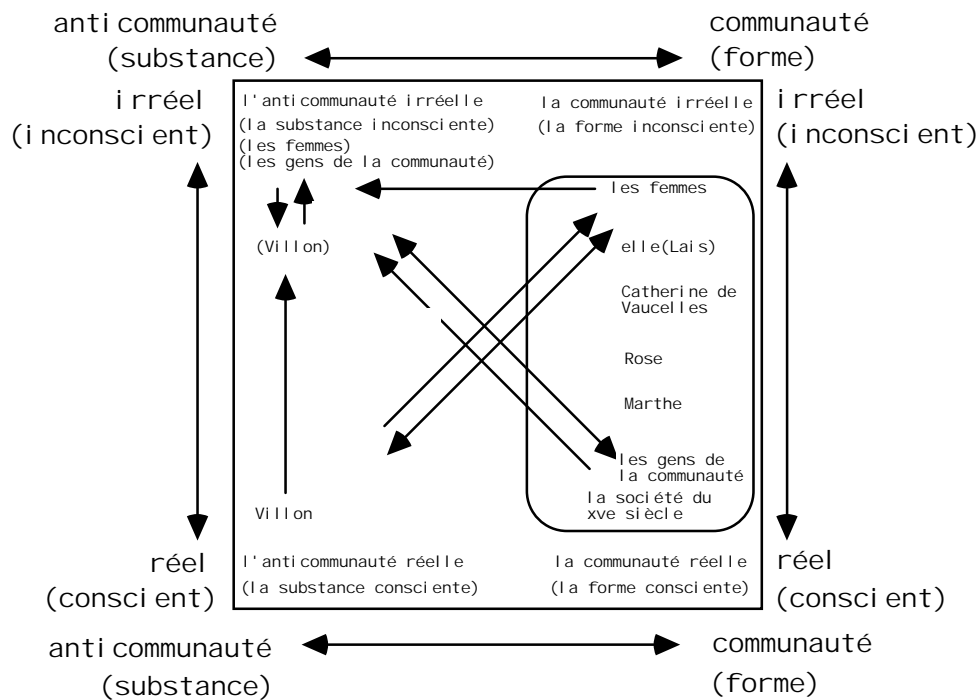 anticommunauté
(substance)
communauté
(forme)
irréel
(inconscient)
l'anticommunauté irréelle
(la substance inconsciente)
(les femmes)
(les gens de la communauté)
la communauté irréelle
(la forme inconsciente)
irréel
(inconscient)
les femmes
(Villon)
elle(Lais)
Catherine de
Vaucelles
Rose
Marthe
les gens de
la communauté
la société du
xve siècle
Villon
réel
(conscient)
l'anticommunauté réelle
(la substance consciente)
la communauté réelle
(la forme consciente)
réel
(conscient)
anticommunauté
(substance)
communauté
(forme)